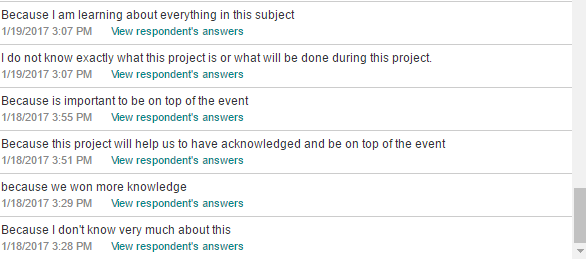 Because I am learning about everything in this subject
1/19/2017 3:07 PM View respondent's answers
I do not know exactly what this project is or what will be done during this project.
1/19/2017 3:07 PM View respondent's answers
Because is important to be on top of the event
1/18/2017 3:55 PM View respondent's answers
Because this project will help us to have acknowledged and be on top of the event
1/18/2017 3:51 PM View respondent's answers
because we won more knowledge
1/18/2017 3:29 PM View respondent's answers
Because I don't know very much about this
1/18/2017 3:28 PM View respondent's answers